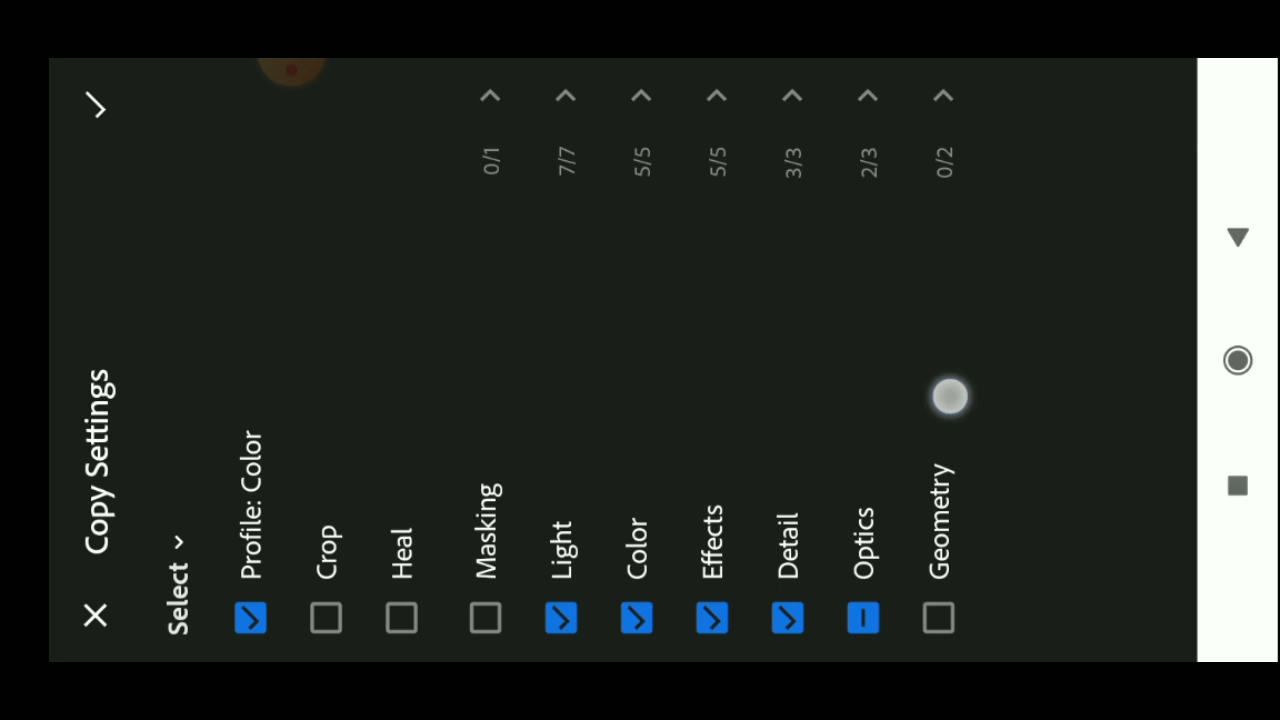 Copy Settings
Select
Profile: Color
Crop
Heal
Masking 0/1
Light 7/7
Color 5/5
Effects 5/5
Detail 3/3
Optics 2/3
Geometry 0/2